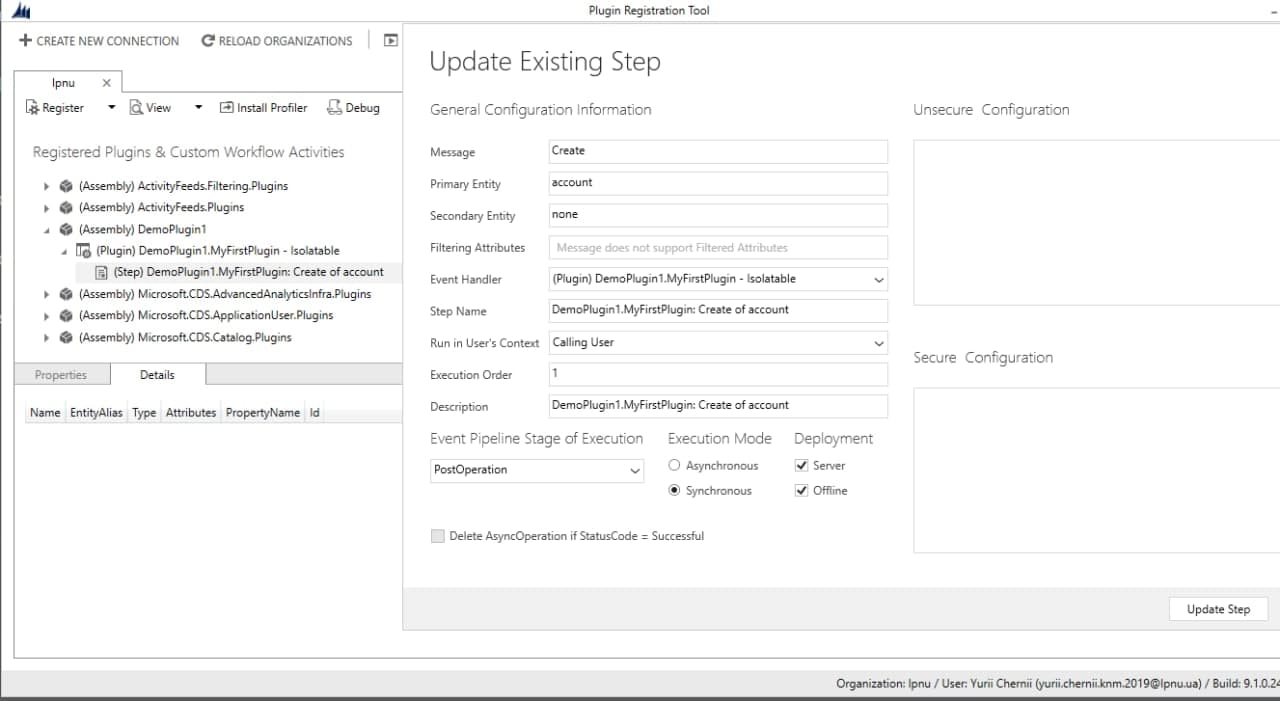 Plugin Registration Tool
CREATE NEW CONNECTION RELOAD ORGANIZATIONS
lpnu
Register View Install Profiler Debug
Registered Plugins & Custom Workflow Activities
(Assembly) ActivityFeeds.Filtering.Plugins
(Assembly) ActivityFeeds.Plugins
(Assembly) DemoPlugin1
(Plugin) DemoPlugin1.MyFirstPlugin - Isolatable
(Step) DemoPlugin1.MyFirstPlugin: Create of account
(Assembly) Microsoft.CDS.AdvancedAnalyticsInfra.Plugins
(Assembly) Microsoft.CDS.ApplicationUser.Plugins
(Assembly) Microsoft.CDS.Catalog.Plugins
Properties Details
Name EntityAlias Type Attributes PropertyName Id
Update Existing Step
General Configuration Information
Message Create
Primary Entity account
Secondary Entity none
Filtering Attributes Message does not support Filtered Attributes
Event Handler (Plugin) DemoPlugin1.MyFirstPlugin - Isolatable
Step Name DemoPlugin1.MyFirstPlugin: Create of account
Run in User's Context Calling User
Execution Order 1
Description DemoPlugin1.MyFirstPlugin: Create of account
Event Pipeline Stage of Execution Execution Mode Deployment
PostOperation Asynchronous Server
Synchronous Offline
Delete AsyncOperation if StatusCode = Successful
Unsecure Configuration
Secure Configuration
Update Step
Organization: lpnu / User: Yurii Chernii (yurii.chernii.knm.2019@lpnu.ua) / Build: 9.1.0.24